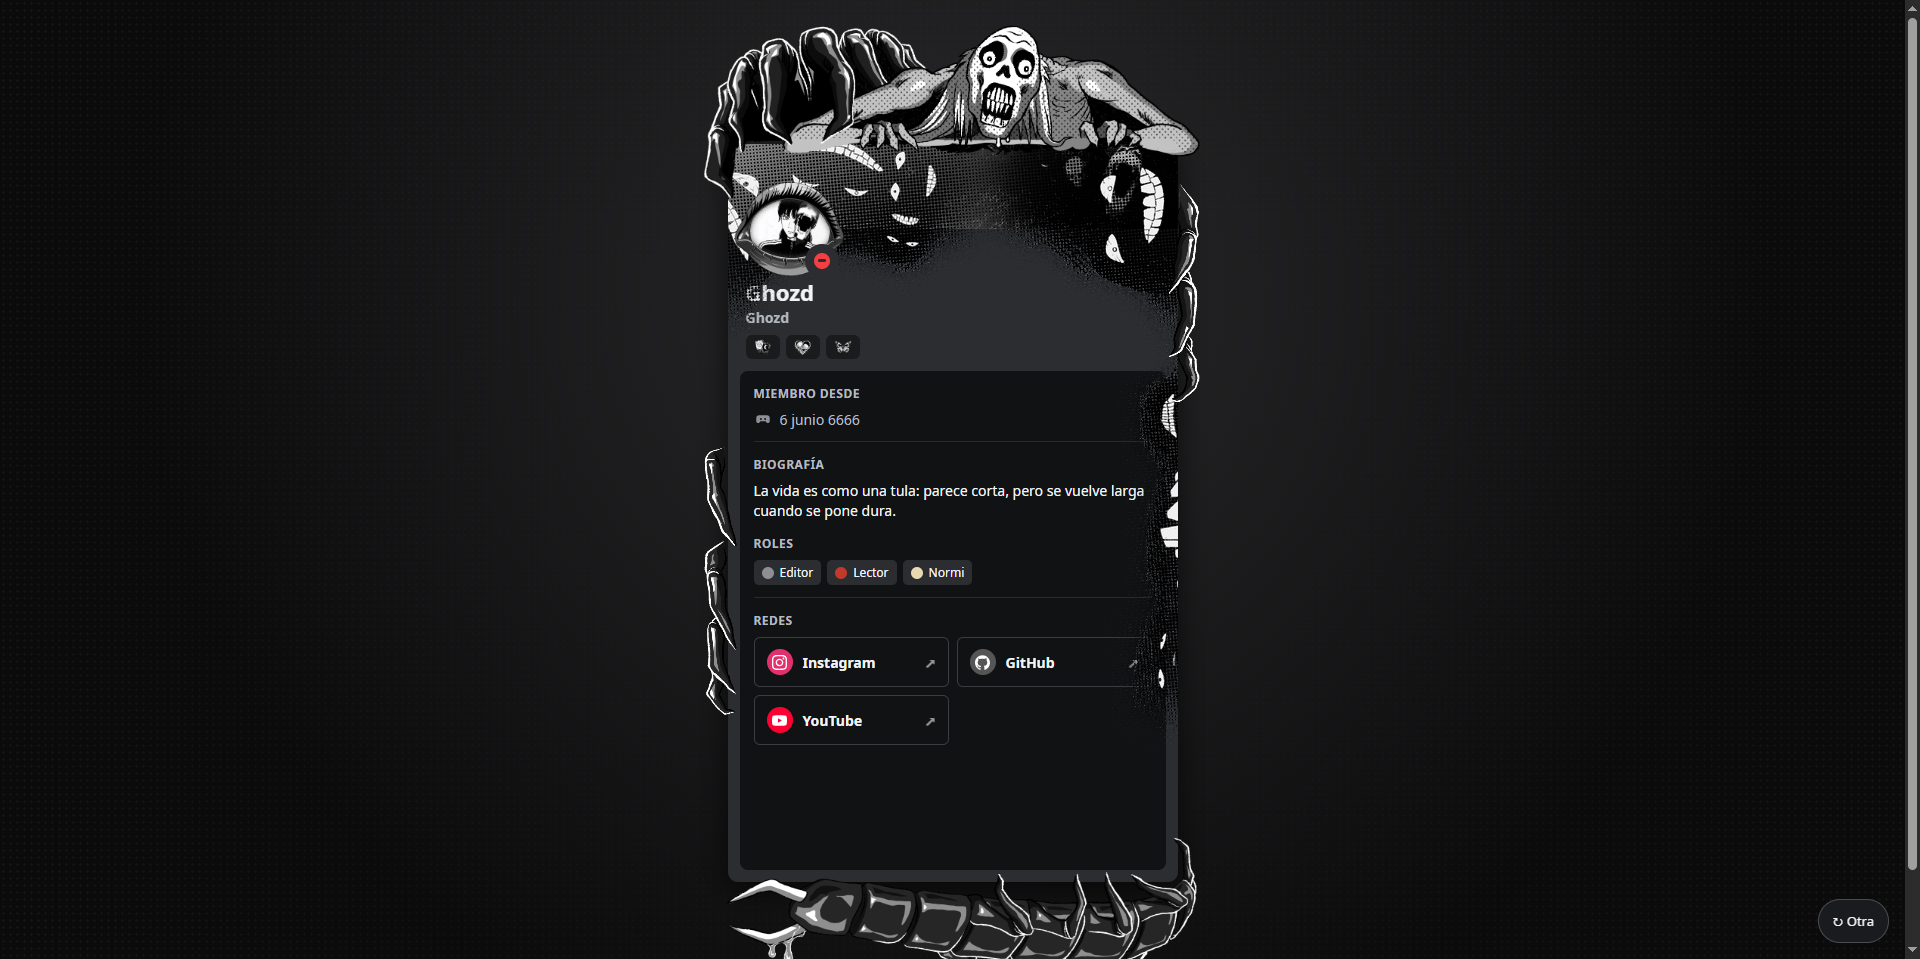 Ghozd
Ghozd
MIEMBRO DESDE
6 junio 6666
BIOGRAFÍA
La vida es como una tula: parece corta, pero se vuelve larga
cuando se pone dura.
ROLES
Editor Lector Normi
REDES
Instagram ↗ GitHub ↗
YouTube ↗
↻ Otra